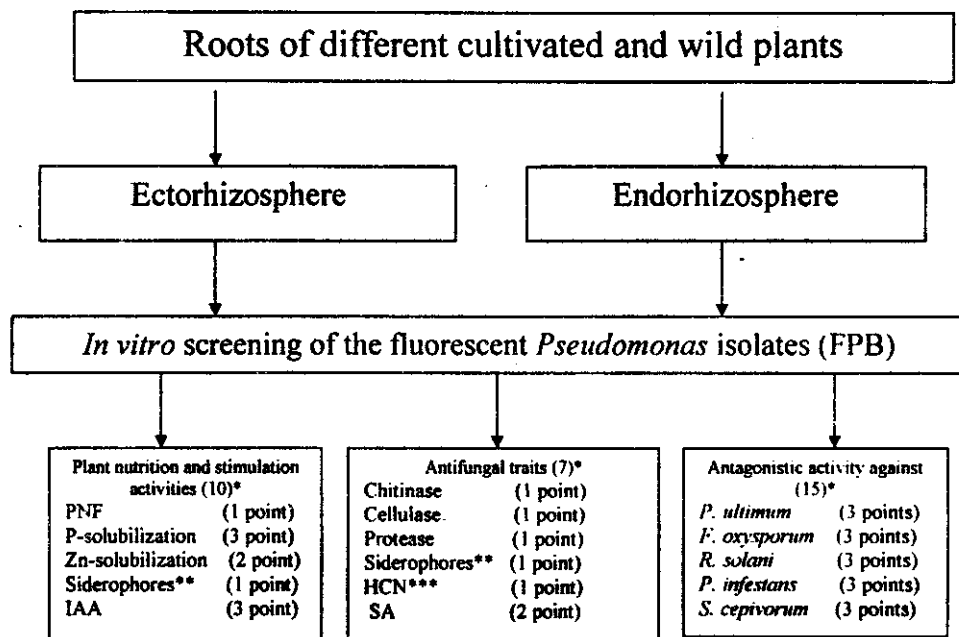 Roots of different cultivated and wild plants
Ectorhizosphere
Endorhizosphere
In vitro screening of the fluorescent Pseudomonas isolates (FPB)
Plant nutrition and stimulation
activities (10)*
PNF (1 point)
P-solubilization (3 point)
Zn-solubilization (2 point)
Siderophores** (1 point)
IAA (3 point)
Antifungal traits (7)*
Chitinase (1 point)
Cellulase (1 point)
Protease (1 point)
Siderophores** (1 point)
HCN*** (1 point)
SA (2 point)
Antagonistic activity against
(15)*
P. ultimum (3 points)
F. oxysporum (3 points)
R. solani (3 points)
P. infestans (3 points)
S. cepivorum (3 points)